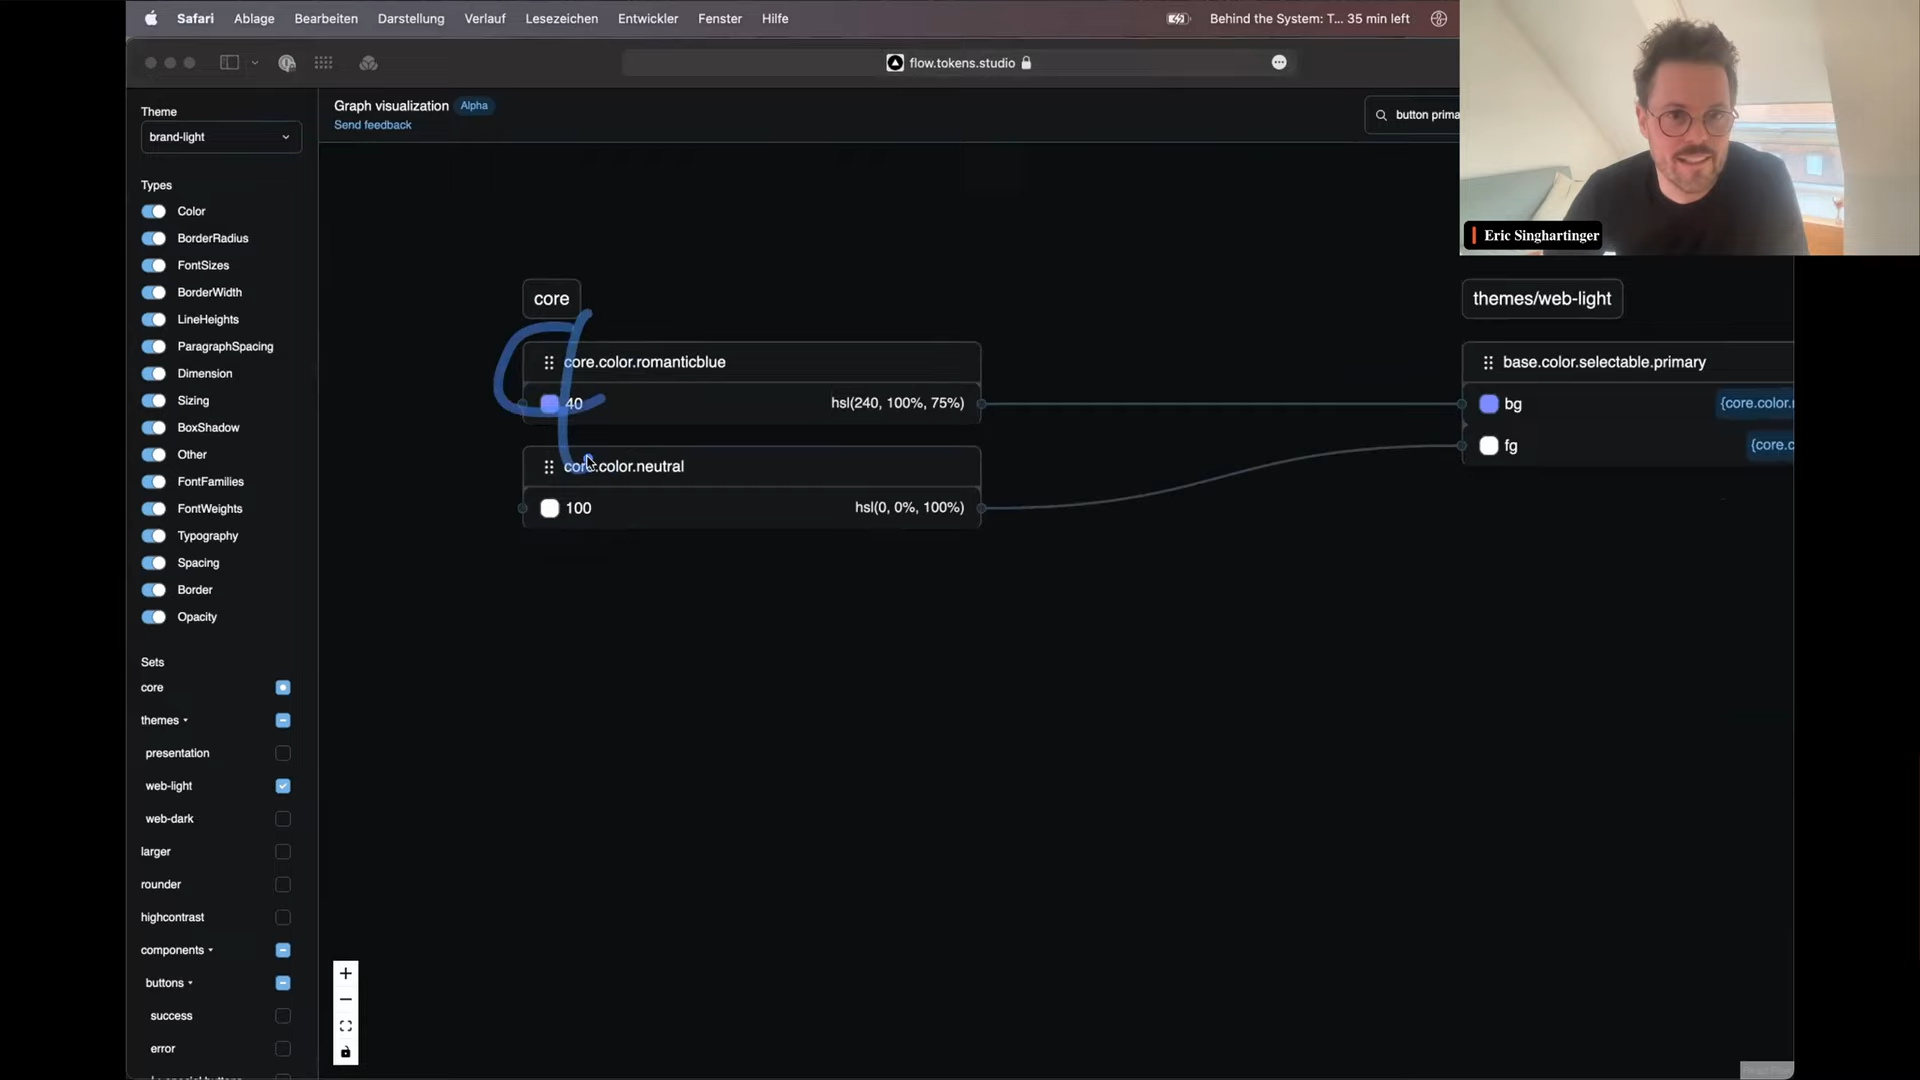 Safari Ablage Bearbeiten Darstellung Verlauf Lesezeichen Entwickler Fenster Hilfe Behind the System: T... 35 min left
flow.tokens.studio
Theme
brand-light
Graph visualization Alpha
Send feedback
button prima
Eric Singhartinger
Types
Color
BorderRadius
FontSizes
BorderWidth
LineHeights
ParagraphSpacing
Dimension
Sizing
BoxShadow
Other
FontFamilies
FontWeights
Typography
Spacing
Border
Opacity
Sets
core
themes
presentation
web-light
web-dark
larger
rounder
highcontrast
components
buttons
success
error
core
core.color.romanticblue
40 hsl(240, 100%, 75%)
core.color.neutral
100 hsl(0, 0%, 100%)
themes/web-light
base.color.selectable.primary
bg {core.color.r
fg {core.c